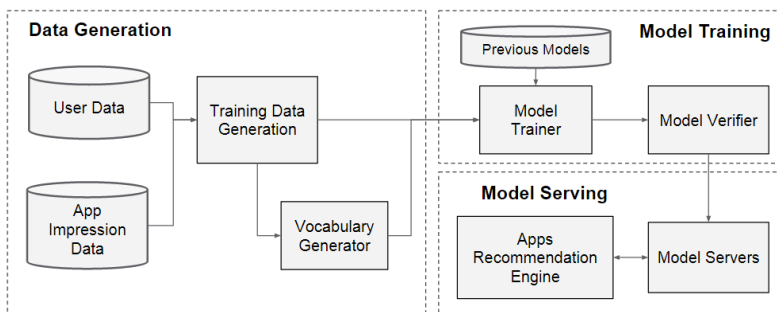 Data Generation
User Data
App
Impression
Data
Training Data
Generation
Vocabulary
Generator
Model Training
Previous Models
Model
Trainer
Model Verifier
Model Serving
Apps
Recommendation
Engine
Model Servers